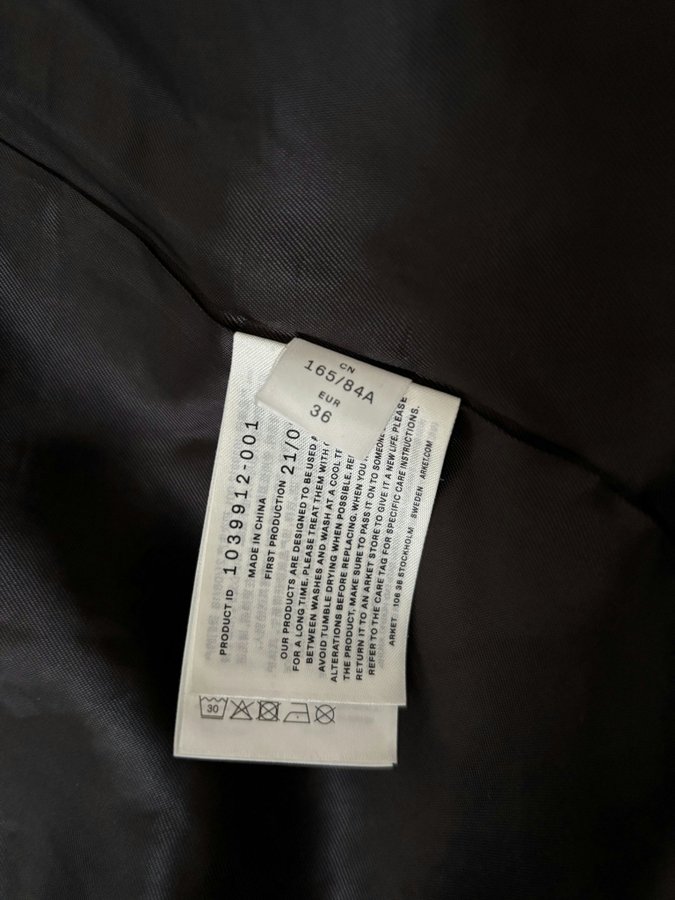 CN
165/84A
EUR
36
PRODUCT ID 1039912-001
MADE IN CHINA
FIRST PRODUCTION 21/0
OUR PRODUCTS ARE DESIGNED TO BE USED
FOR A LONG TIME. PLEASE TREAT THEM WITH
BETWEEN WASHES AND WASH AT A COOL
AVOID TUMBLE DRYING WHEN POSSIBLE.
ALTERATIONS BEFORE REPLACING. WHEN YOU
THE PRODUCT, MAKE SURE TO PASS IT ON TO SOMEONE
RETURN IT TO AN ARKET STORE TO GIVE IT A NEW LIFE. PLEASE
REFER TO THE CARE TAG FOR SPECIFIC CARE INSTRUCTIONS.
ARKET 106 36 STOCKHOLM SWEDEN ARKET.COM
30